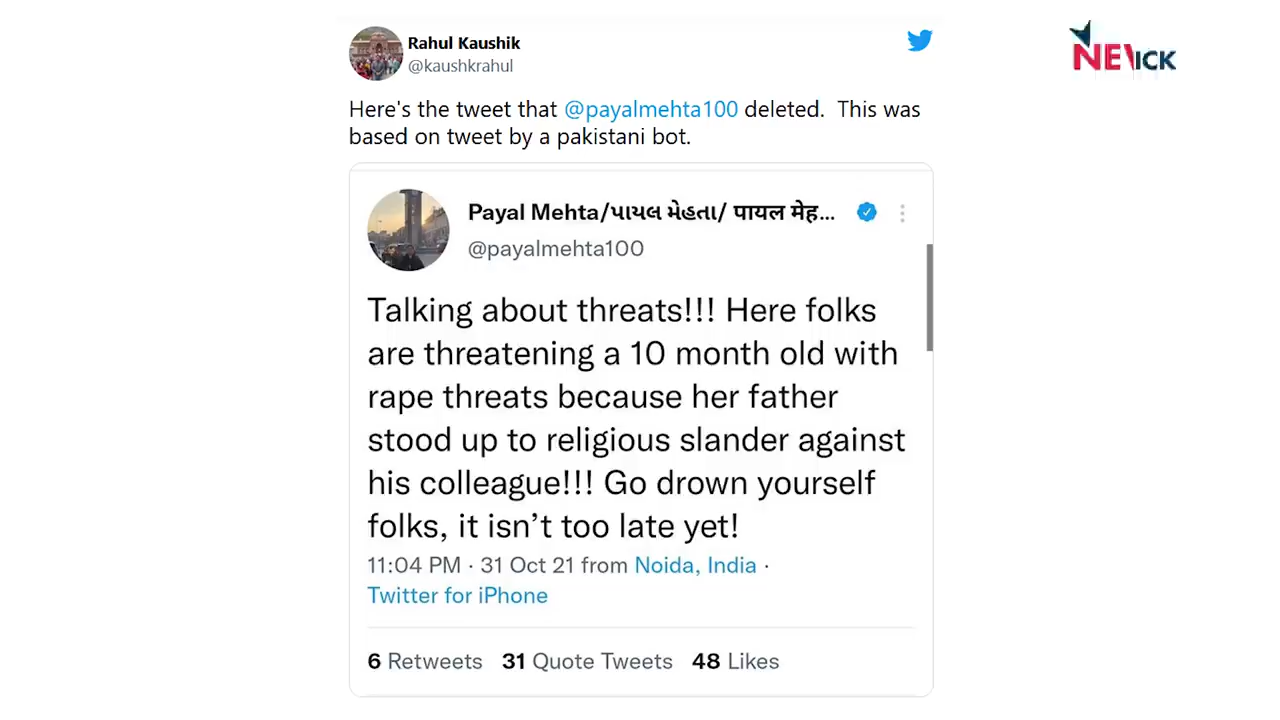 Rahul Kaushik
@kaushkrahul
NEWICK
Here's the tweet that @payalmehta100 deleted. This was
based on tweet by a pakistani bot.
Payal Mehta/પાયલ મેહતા/ पायल मेह...
@payalmehta100
Talking about threats!!! Here folks
are threatening a 10 month old with
rape threats because her father
stood up to religious slander against
his colleague!!! Go drown yourself
folks, it isn’t too late yet!
11:04 PM · 31 Oct 21 from Noida, India ·
Twitter for iPhone
6 Retweets 31 Quote Tweets 48 Likes